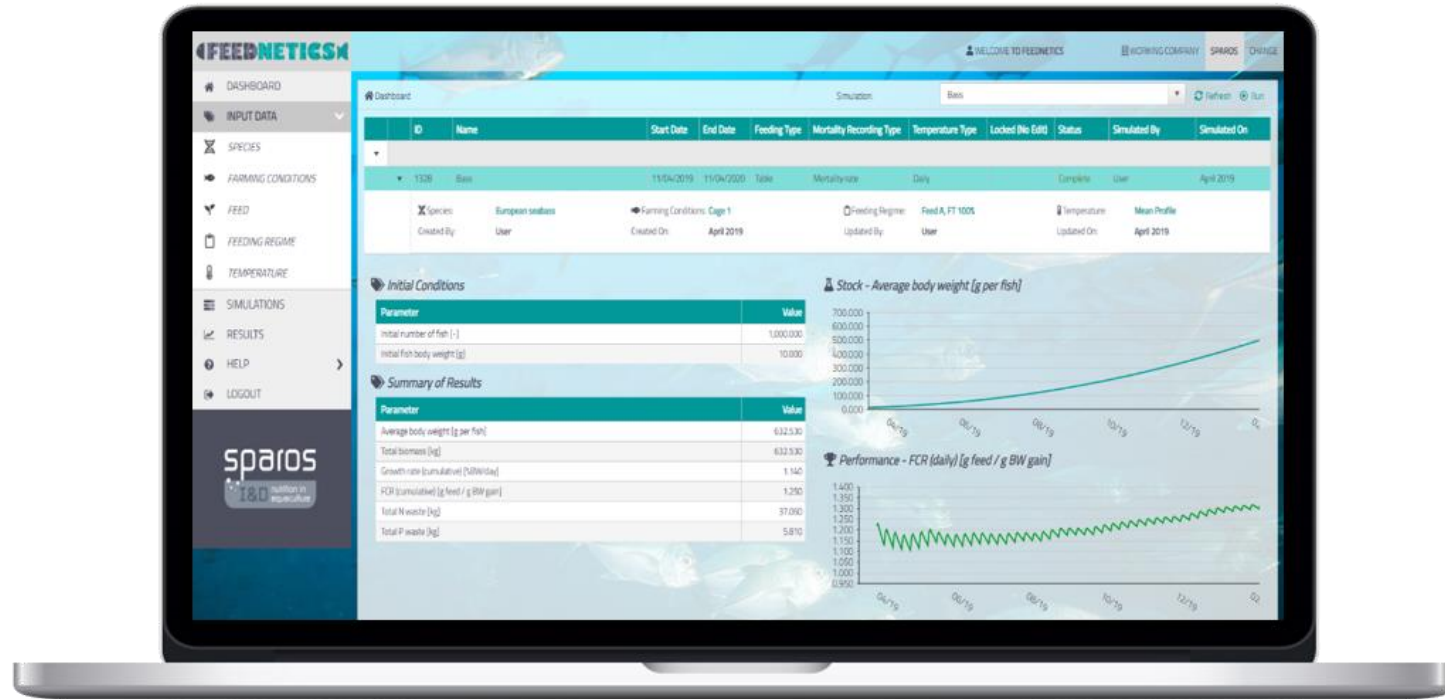 FEEDNETICS
WELCOME TO FEEDNETICS WORKING COMPANY SPAROS CHANGE
DASHBOARD
INPUT DATA
SPECIES
FARMING CONDITIONS
FEED
FEEDING REGIME
TEMPERATURE
SIMULATIONS
RESULTS
HELP
LOGOUT
sparos
I&D nutrition in aquaculture
Dashboard Simulation: Bass Refresh Run
ID Name Start Date End Date Feeding Type Mortality Recording Type Temperature Type Locked (No Edit) Status Simulated By Simulated On
1328 Bass 11/04/2019 11/04/2020 Table Mortality rate Daily Complete User April 2019
Species: European seabass Farming Conditions: Cage 1 Feeding Regime: Feed A, FT 100% Temperature: Mean Profile
Created By: User Created On: April 2019 Updated By: User Updated On: April 2019
Initial Conditions
Parameter Value
Initial number of fish [-] 1,000.000
Initial fish body weight [g] 10.000
Summary of Results
Parameter Value
Average body weight [g per fish] 632.530
Total biomass [kg] 632.530
Growth rate (cumulative) [%BW/day] 1.140
FCR (cumulative) [g feed / g BW gain] 1.250
Total N waste [kg] 37.090
Total P waste [kg] 5.810
Stock - Average body weight [g per fish]
700.000
600.000
500.000
400.000
300.000
200.000
100.000
0.000
04/19 06/19 08/19 10/19 12/19 02
Performance - FCR (daily) [g feed / g BW gain]
1.400
1.350
1.300
1.250
1.200
1.150
1.100
1.050
1.000
0.950
04/19 06/19 08/19 10/19 12/19 02